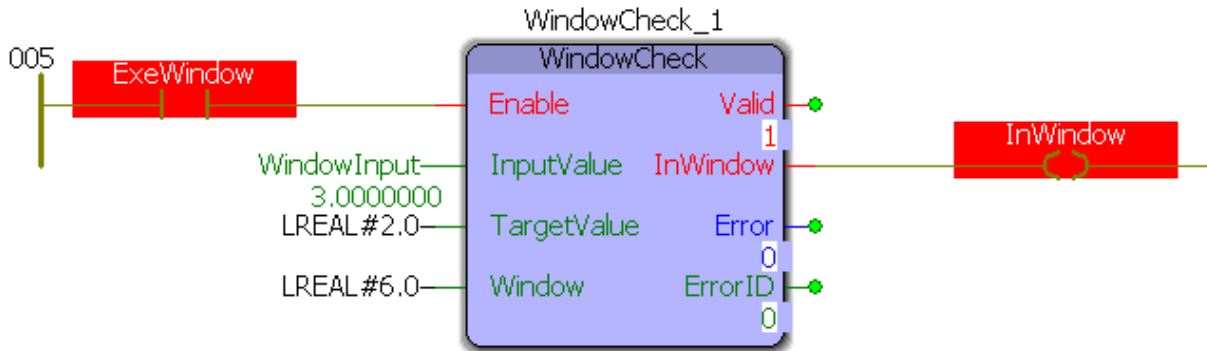 WindowCheck_1
005
ExeWindow
WindowCheck
Enable
Valid
1
InWindow
WindowInput
3.0000000
InputValue
InWindow
LREAL#2.0
TargetValue
Error
0
LREAL#6.0
Window
ErrorID
0